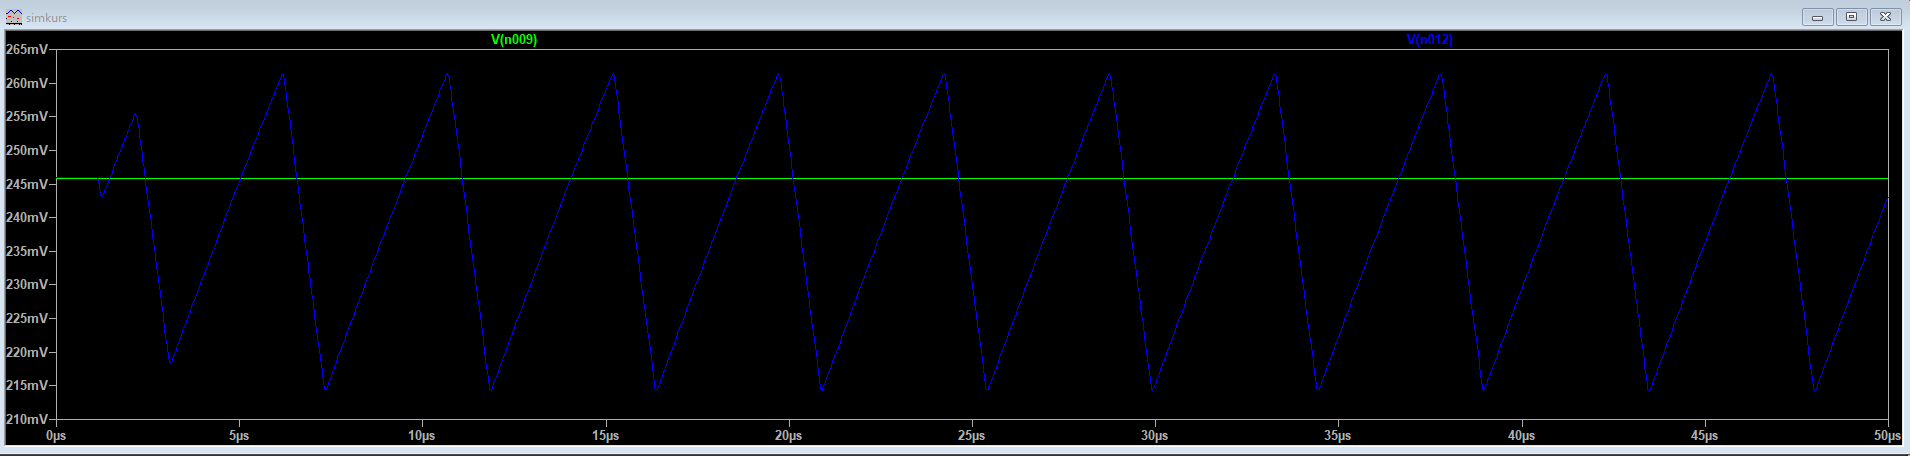 simkurs
V(n009) V(n012)
265mV
260mV
255mV
250mV
245mV
240mV
235mV
230mV
225mV
220mV
215mV
210mV
0µs 5µs 10µs 15µs 20µs 25µs 30µs 35µs 40µs 45µs 50µs